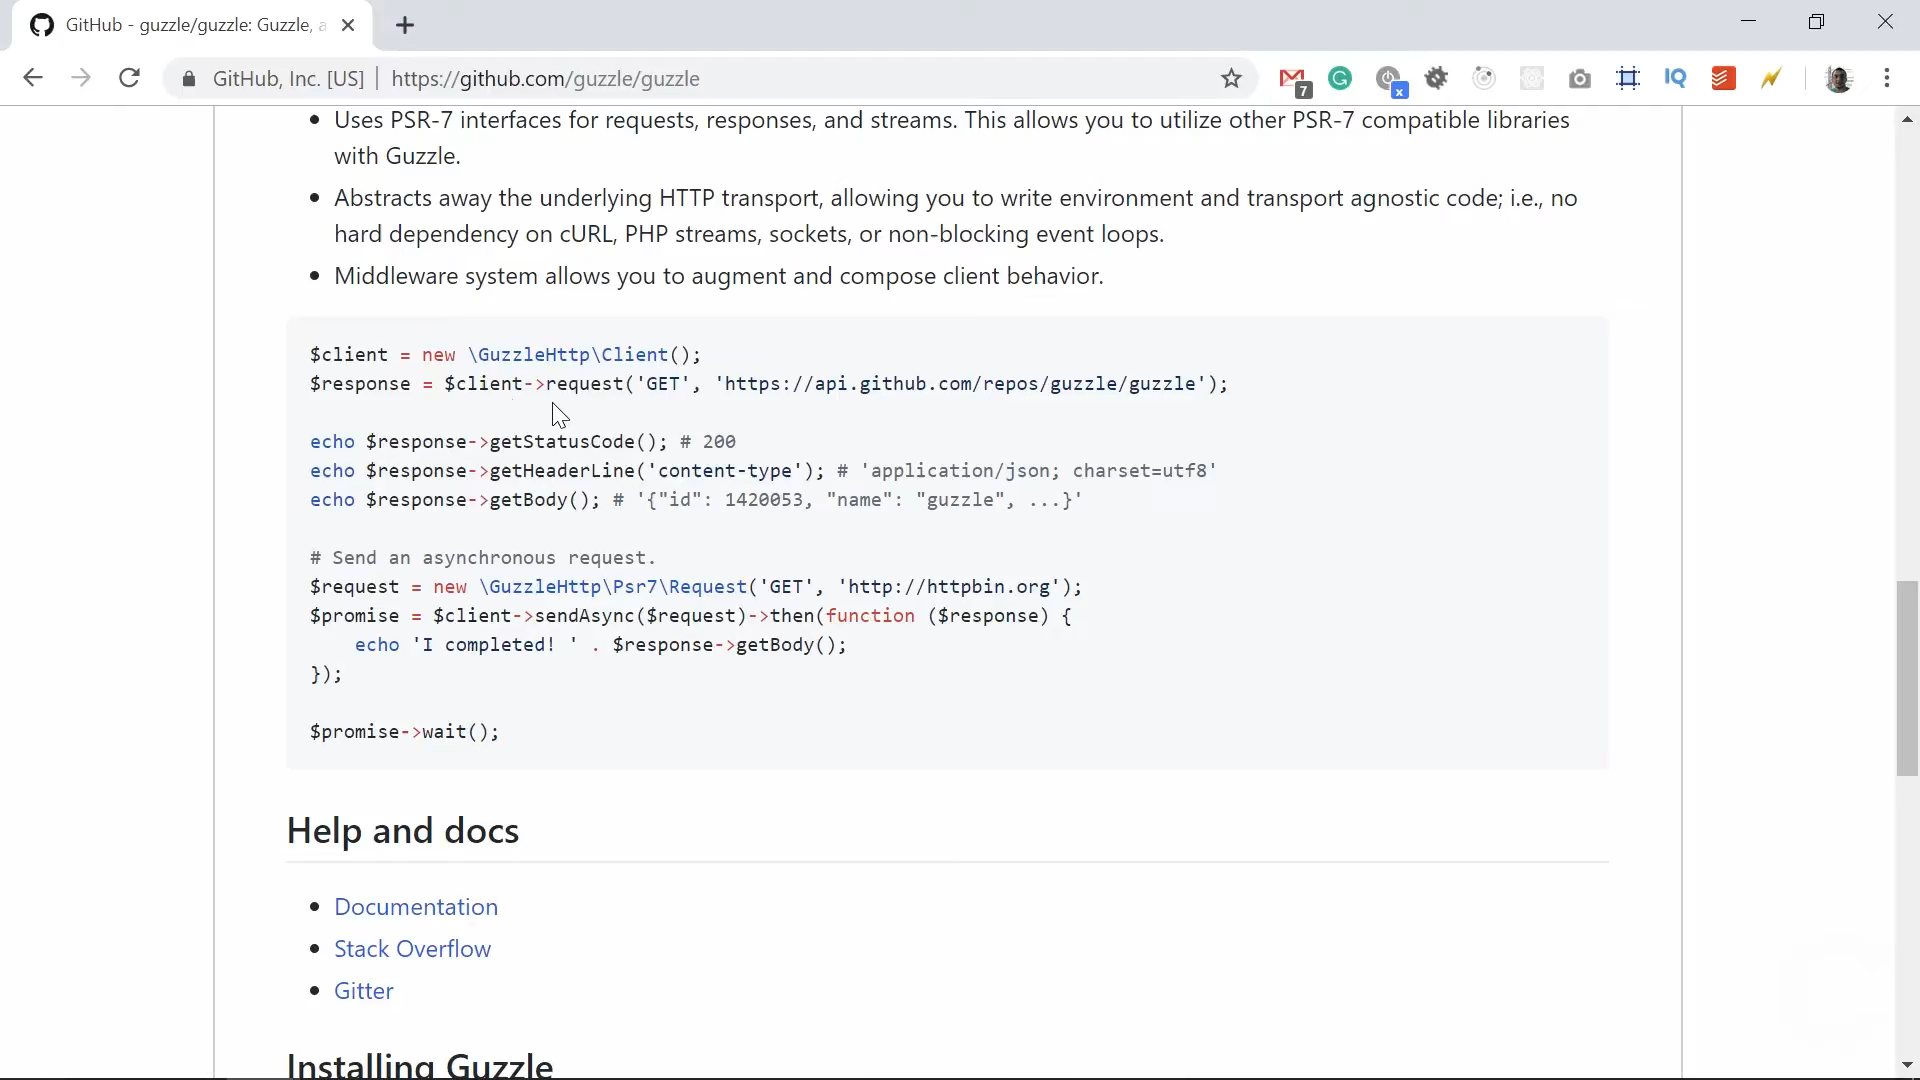 GitHub - guzzle/guzzle: Guzzle, a
GitHub, Inc. [US] | https://github.com/guzzle/guzzle
7
x
IQ
• Uses PSR-7 interfaces for requests, responses, and streams. This allows you to utilize other PSR-7 compatible libraries
with Guzzle.
• Abstracts away the underlying HTTP transport, allowing you to write environment and transport agnostic code; i.e., no
hard dependency on cURL, PHP streams, sockets, or non-blocking event loops.
• Middleware system allows you to augment and compose client behavior.
$client = new \GuzzleHttp\Client();
$response = $client->request('GET', 'https://api.github.com/repos/guzzle/guzzle');
echo $response->getStatusCode(); # 200
echo $response->getHeaderLine('content-type'); # 'application/json; charset=utf8'
echo $response->getBody(); # '{"id": 1420053, "name": "guzzle", ...}'
# Send an asynchronous request.
$request = new \GuzzleHttp\Psr7\Request('GET', 'http://httpbin.org');
$promise = $client->sendAsync($request)->then(function ($response) {
    echo 'I completed! ' . $response->getBody();
});
$promise->wait();
Help and docs
• Documentation
• Stack Overflow
• Gitter
Installing Guzzle